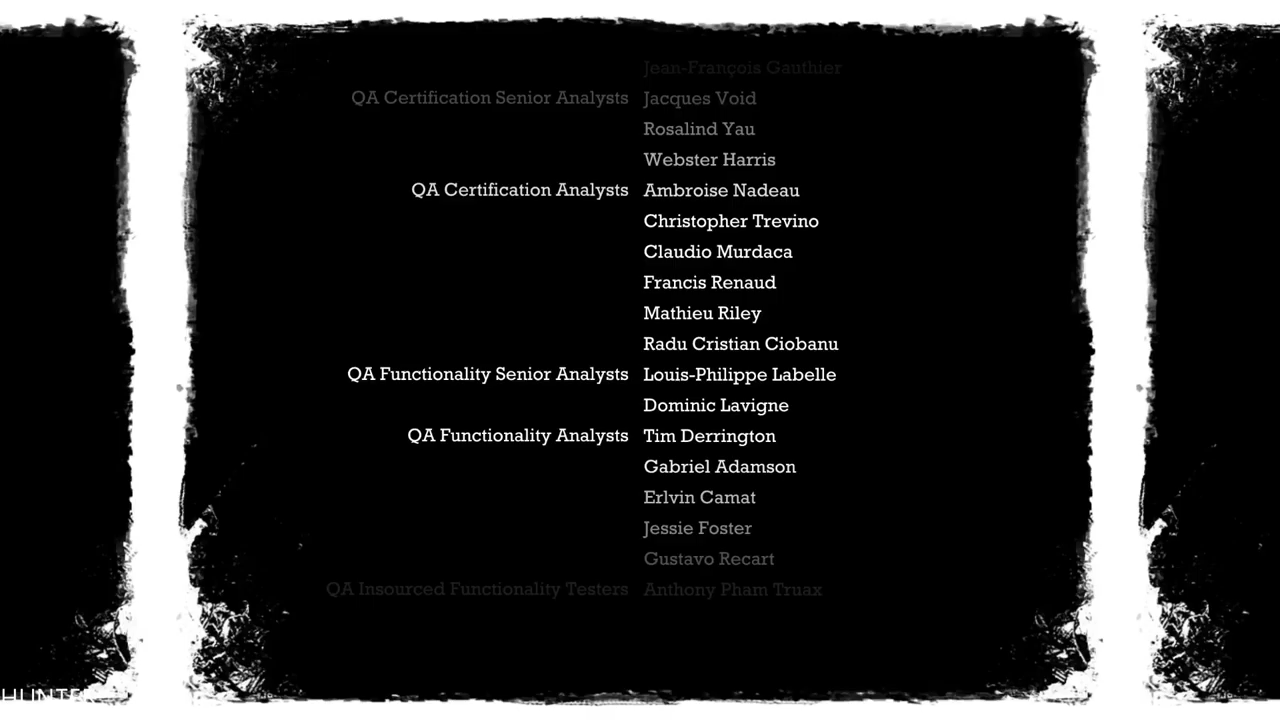 Jean-François Gauthier
QA Certification Senior Analysts Jacques Void
Rosalind Yau
Webster Harris
QA Certification Analysts Ambroise Nadeau
Christopher Trevino
Claudio Murdaca
Francis Renaud
Mathieu Riley
Radu Cristian Ciobanu
QA Functionality Senior Analysts Louis-Philippe Labelle
Dominic Lavigne
QA Functionality Analysts Tim Derrington
Gabriel Adamson
Erlvin Camat
Jessie Foster
Gustavo Recart
QA Insourced Functionality Testers Anthony Pham Truax